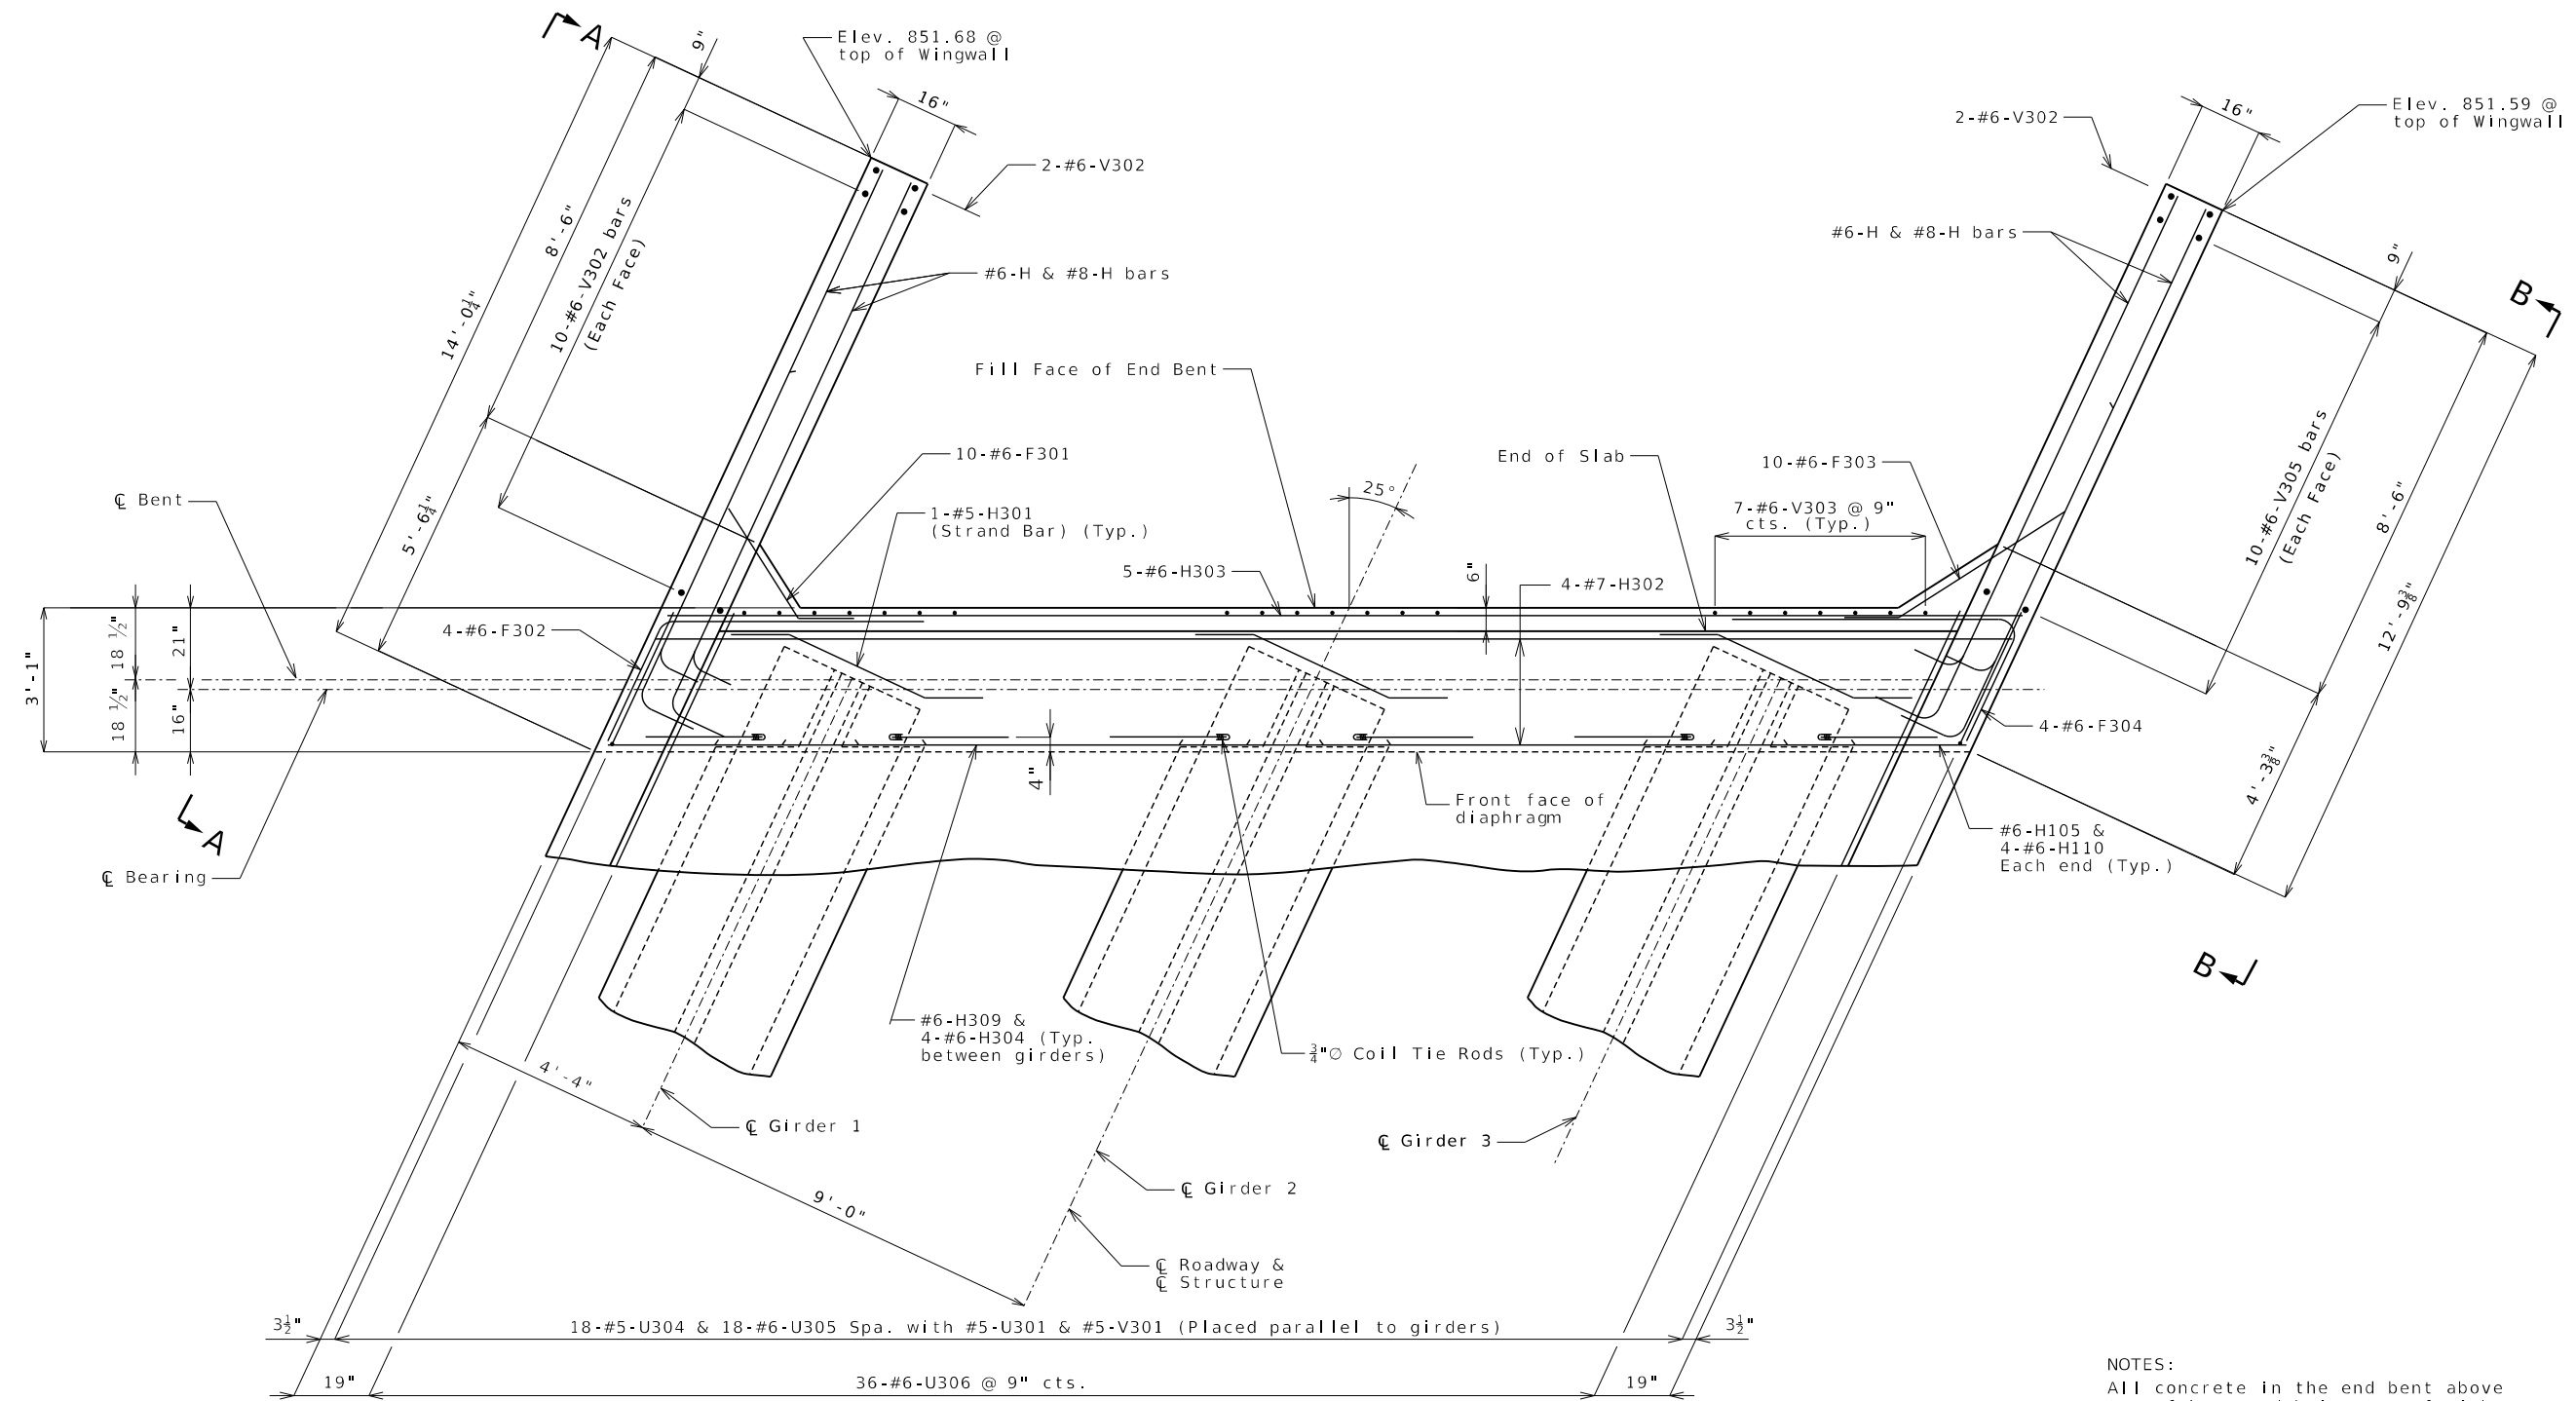 A
9"
Elev. 851.68 @
top of Wingwall
16"
2-#6-V302
14'-0¼"
8'-6"
10-#6-V302 bars
(Each Face)
5'-6¼"
#6-H & #8-H bars
Fill Face of End Bent
10-#6-F301
1-#5-H301
(Strand Bar) (Typ.)
25°
2-#6-V302
16"
Elev. 851.59 @
top of Wingwall
#6-H & #8-H bars
9"
B
End of Slab
10-#6-F303
7-#6-V303 @ 9"
cts. (Typ.)
10-#6-V305 bars
(Each Face)
8'-6"
12'-9⅜"
4'-3⅜"
℄ Bent
3'-1"
18 ½"
18 ½"
21"
16"
4-#6-F302
5-#6-H303
6"
4-#7-H302
4-#6-F304
4"
A
℄ Bearing
Front face of
diaphragm
#6-H105 &
4-#6-H110
Each end (Typ.)
B
#6-H309 &
4-#6-H304 (Typ.
between girders)
¾"∅ Coil Tie Rods (Typ.)
4'-4"
℄ Girder 1
℄ Girder 3
9'-0"
℄ Girder 2
℄ Roadway &
℄ Structure
3½"
18-#5-U304 & 18-#6-U305 Spa. with #5-U301 & #5-V301 (Placed parallel to girders)
3½"
19"
36-#6-U306 @ 9" cts.
19"
NOTES:
All concrete in the end bent above